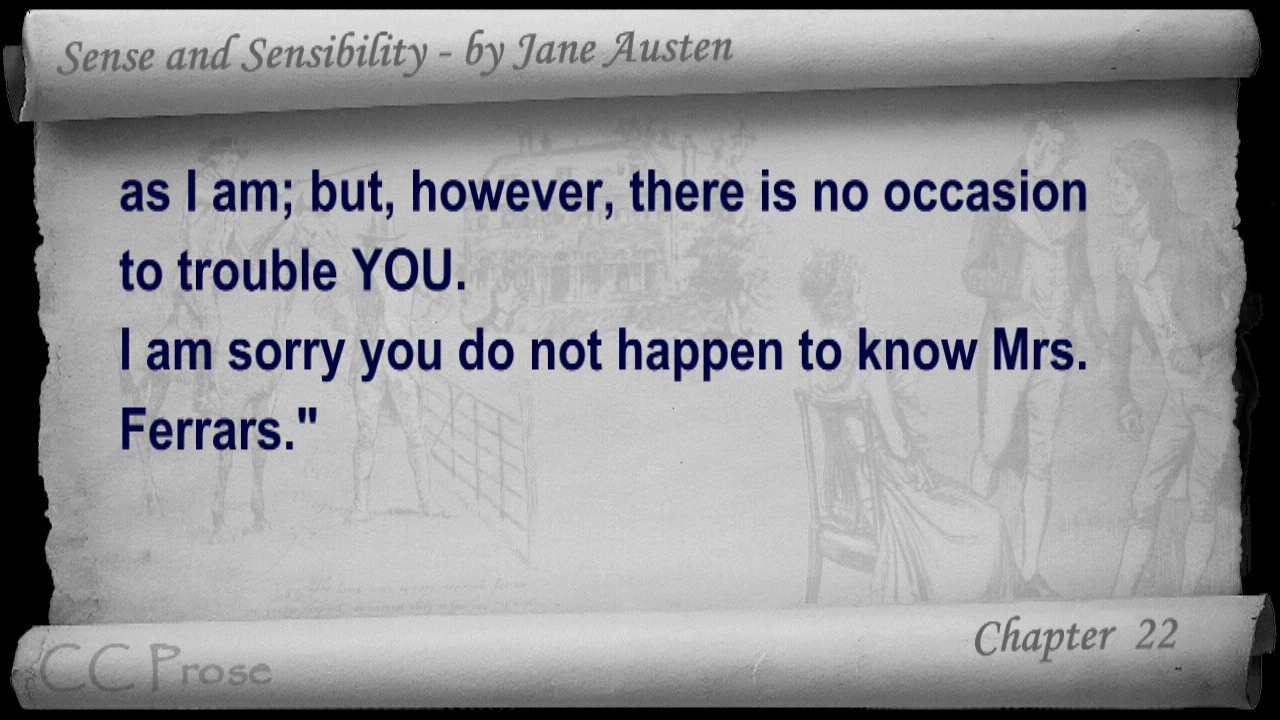 Sense and Sensibility - by Jane Austen
as I am; but, however, there is no occasion
to trouble YOU.
I am sorry you do not happen to know Mrs.
Ferrars."
Chapter 22
CC Prose